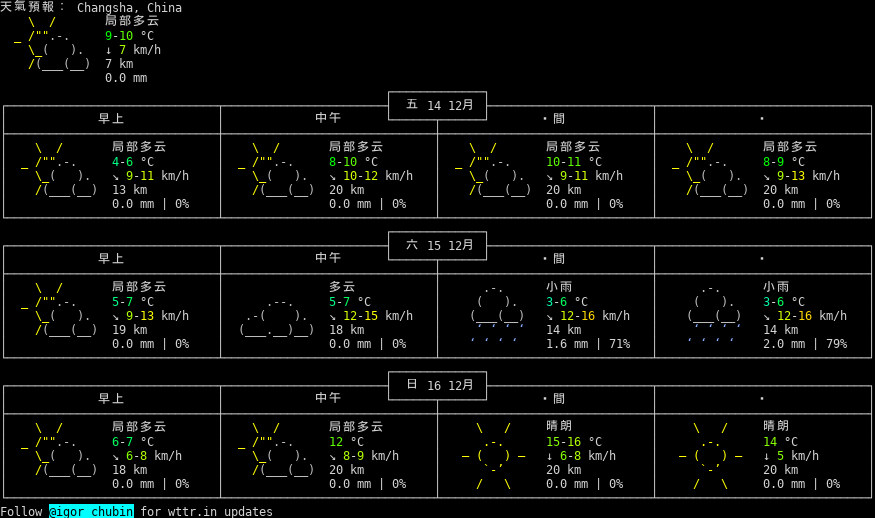 天氣預報： Changsha, China
局部多云
9-10 °C
↓ 7 km/h
7 km
0.0 mm
五 14 12月
早上 中午 ・間 ・
局部多云 局部多云 局部多云 局部多云
4-6 °C 8-10 °C 10-11 °C 8-9 °C
↘ 9-11 km/h ↘ 10-12 km/h ↘ 9-11 km/h ↘ 9-13 km/h
13 km 20 km 20 km 20 km
0.0 mm | 0% 0.0 mm | 0% 0.0 mm | 0% 0.0 mm | 0%
六 15 12月
早上 中午 ・間 ・
局部多云 多云 小雨 小雨
5-7 °C 5-7 °C 3-6 °C 3-6 °C
↘ 9-13 km/h ↘ 12-15 km/h ↘ 12-16 km/h ↘ 12-16 km/h
19 km 18 km 14 km 14 km
0.0 mm | 0% 0.0 mm | 0% 1.6 mm | 71% 2.0 mm | 79%
日 16 12月
早上 中午 ・間 ・
局部多云 局部多云 晴朗 晴朗
6-7 °C 12 °C 15-16 °C 14 °C
↘ 6-8 km/h ↘ 8-9 km/h ↓ 6-8 km/h ↓ 5 km/h
18 km 20 km 20 km 20 km
0.0 mm | 0% 0.0 mm | 0% 0.0 mm | 0% 0.0 mm | 0%
Follow @igor_chubin for wttr.in updates